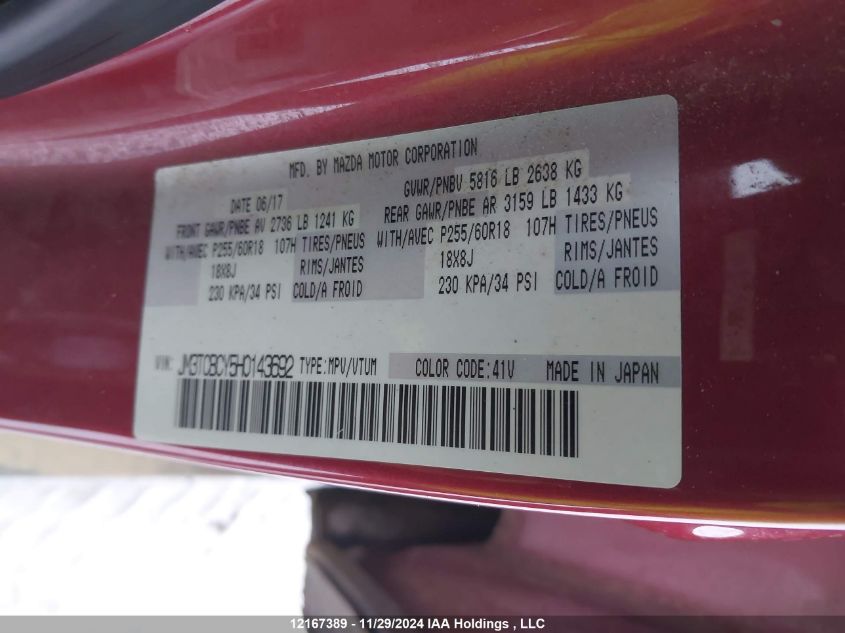 MFD. BY MAZDA MOTOR CORPORATION
DATE 06/17 GVWR/PNBV 5816 LB 2638 KG
FRONT GAWR/PNBE AV 2736 LB 1241 KG REAR GAWR/PNBE AR 3159 LB 1433 KG
WITH/AVEC P255/60R18 107H TIRES/PNEUS WITH/AVEC P255/60R18 107H TIRES/PNEUS
18X8J RIMS/JANTES 18X8J RIMS/JANTES
230 KPA/34 PSI COLD/A FROID 230 KPA/34 PSI COLD/A FROID
VIN: JM3TCBCY5H0143692 TYPE:MPV/VTUM COLOR CODE:41V MADE IN JAPAN
12167389 - 11/29/2024 IAA Holdings , LLC